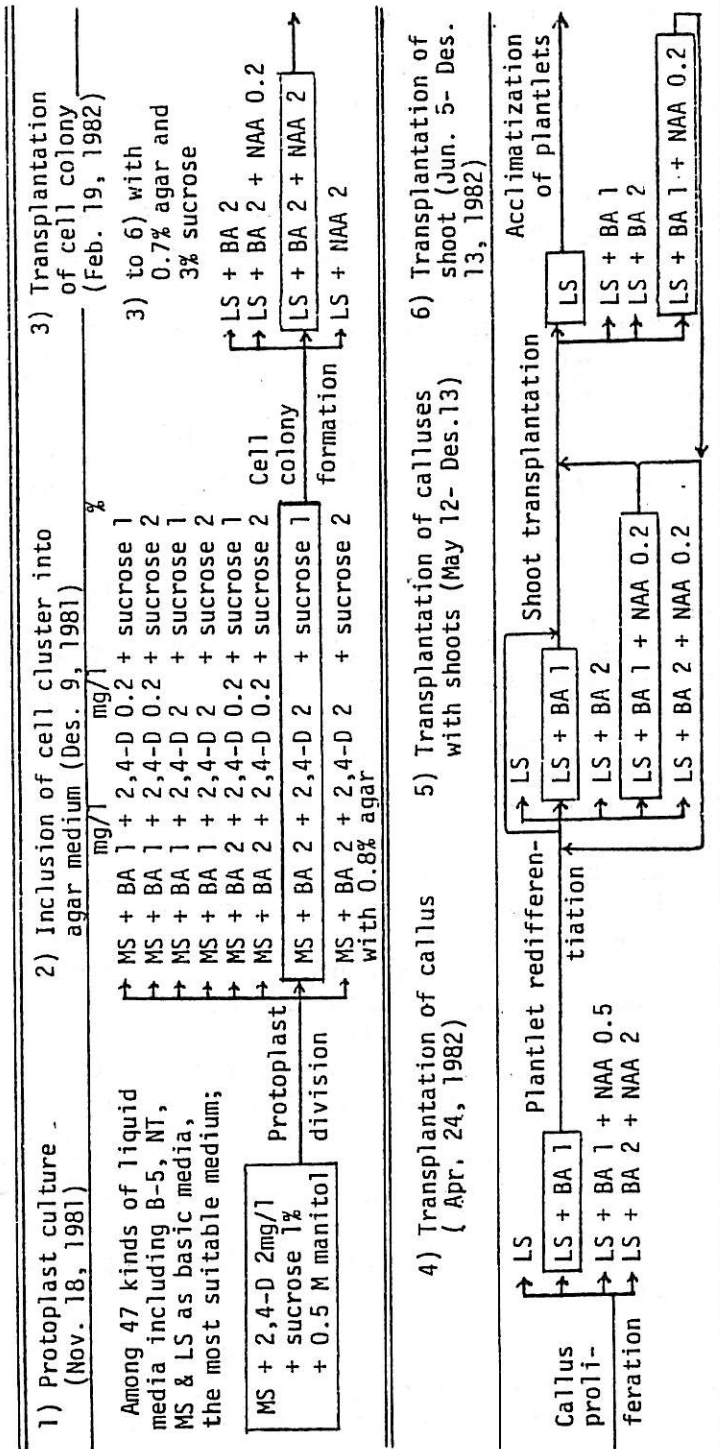 1) Protoplast culture -
(Nov. 18, 1981)
Among 47 kinds of liquid
media including B-5, NT,
MS & LS as basic media,
the most suitable medium;
MS + 2,4-D 2mg/l
+ sucrose 1%
+ 0.5 M manitol
Protoplast
division
2) Inclusion of cell cluster into
agar medium (Des. 9, 1981)
mg/l mg/l %
MS + BA 1 + 2,4-D 0.2 + sucrose 1
MS + BA 1 + 2,4-D 0.2 + sucrose 2
MS + BA 1 + 2,4-D 2 + sucrose 1
MS + BA 1 + 2,4-D 2 + sucrose 2
MS + BA 2 + 2,4-D 0.2 + sucrose 1
MS + BA 2 + 2,4-D 0.2 + sucrose 2
MS + BA 2 + 2,4-D 2 + sucrose 1
MS + BA 2 + 2,4-D 2 + sucrose 2
with 0.8% agar
Cell
colony
formation
3) Transplantation
of cell colony
(Feb. 19, 1982)
3) to 6) with
0.7% agar and
3% sucrose
LS + BA 2
LS + BA 2 + NAA 0.2
LS + BA 2 + NAA 2
LS + NAA 2
4) Transplantation of callus
( Apr. 24, 1982)
Callus
proli-
feration
LS
LS + BA 1
LS + BA 1 + NAA 0.5
LS + BA 2 + NAA 2
Plantlet redifferen-
tiation
5) Transplantation of calluses
with shoots (May 12- Des.13)
LS
LS + BA 1
LS + BA 2
LS + BA 1 + NAA 0.2
LS + BA 2 + NAA 0.2
Shoot transplantation
6) Transplantation of
shoot (Jun. 5- Des.
13, 1982)
Acclimatization
of plantlets
LS
LS + BA 1
LS + BA 2
LS + BA 1 + NAA 0.2